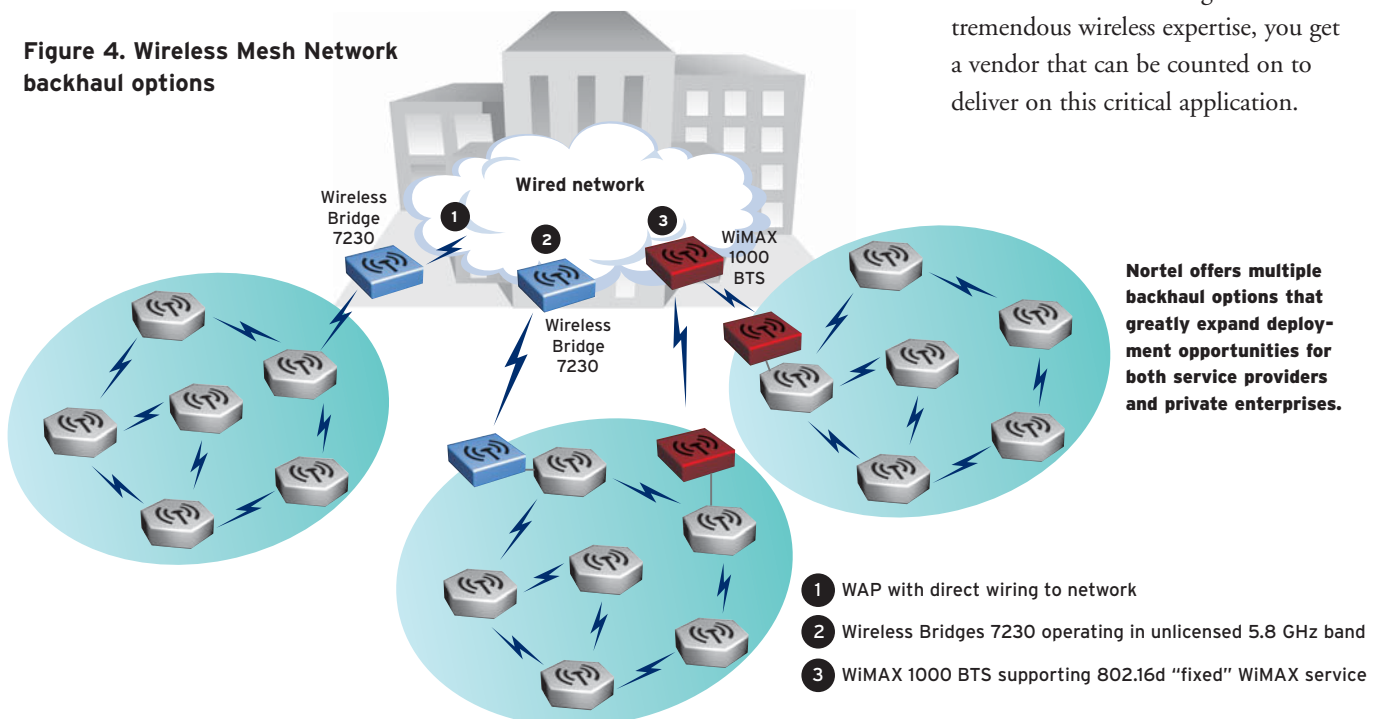 tremendous wireless expertise, you get
a vendor that can be counted on to
deliver on this critical application.
Figure 4. Wireless Mesh Network
backhaul options
Wired network
Wireless
Bridge
7230
1
2
3
WiMAX
1000
BTS
Wireless
Bridge
7230
Nortel offers multiple
backhaul options that
greatly expand deploy-
ment opportunities for
both service providers
and private enterprises.
1 WAP with direct wiring to network
2 Wireless Bridges 7230 operating in unlicensed 5.8 GHz band
3 WiMAX 1000 BTS supporting 802.16d “fixed” WiMAX service